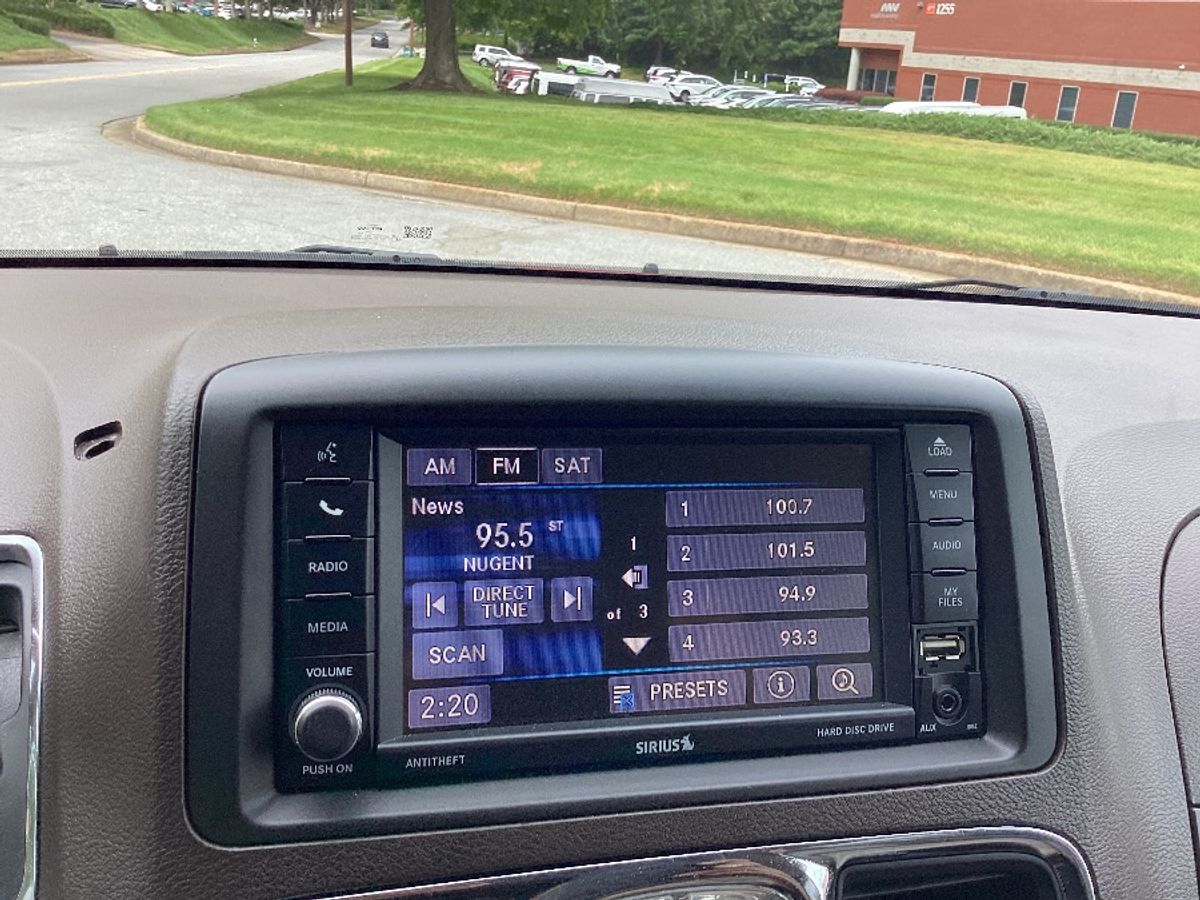 1255
AM FM SAT
News
95.5 ST
NUGENT
DIRECT
TUNE
SCAN
2:20
1
of 3
1 100.7
2 101.5
3 94.9
4 93.3
PRESETS
i
RADIO
MEDIA
VOLUME
PUSH ON
LOAD
MENU
AUDIO
MY
FILES
AUX
ANTITHEFT
SIRIUS
HARD DISC DRIVE